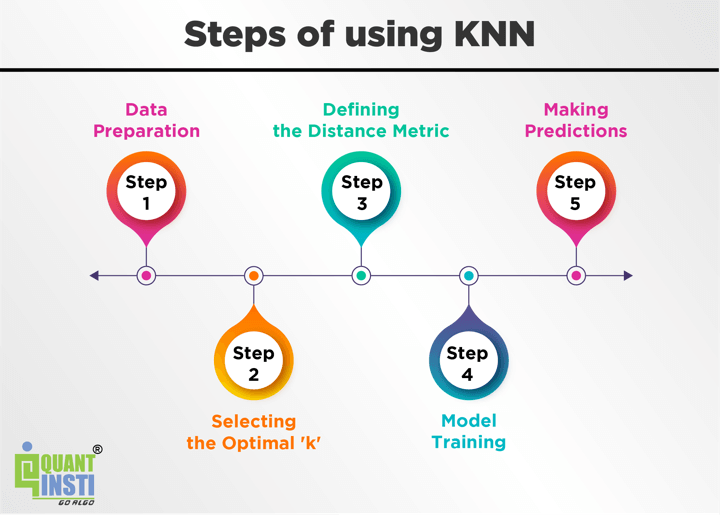 Steps of using KNN
Data
Preparation
Step
1
Selecting
the Optimal 'k'
Step
2
Defining
the Distance Metric
Step
3
Model
Training
Step
4
Making
Predictions
Step
5
QUANT®
INSTI
GO ALGO